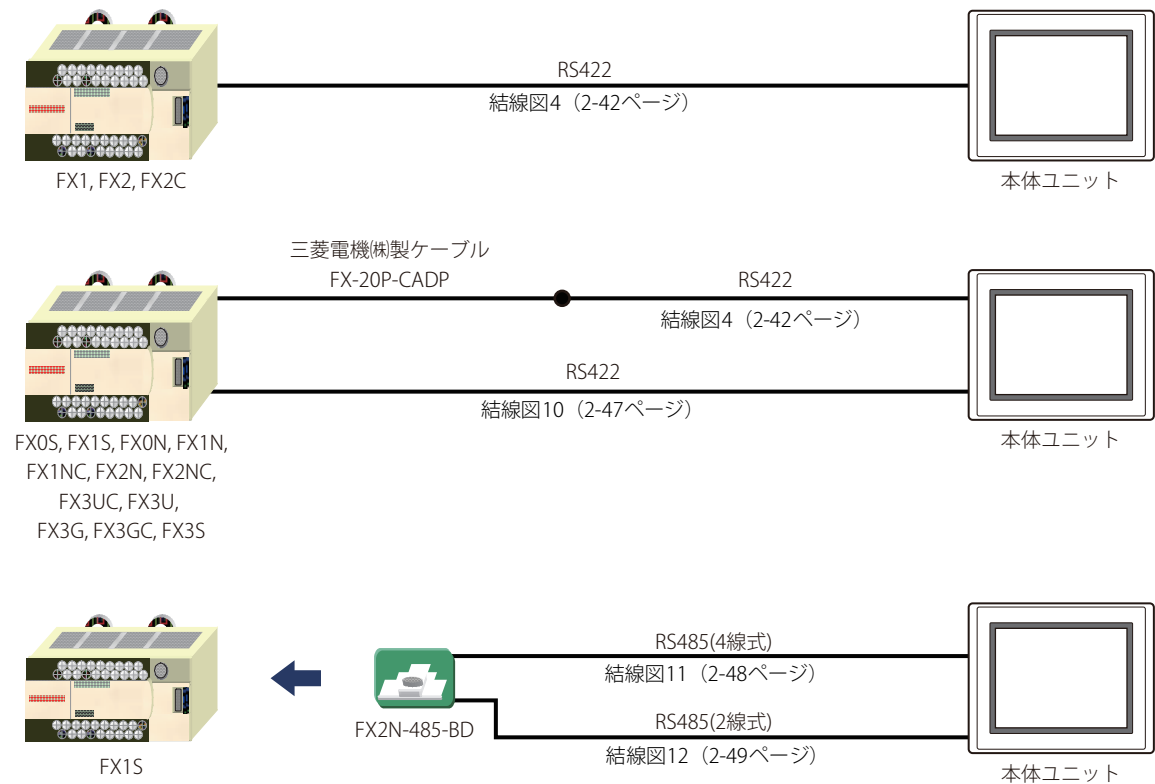 RS422
結線図4（2-42ページ）
FX1, FX2, FX2C
本体ユニット
三菱電機㈱製ケーブル
FX-20P-CADP
RS422
結線図4（2-42ページ）
RS422
結線図10（2-47ページ）
FX0S, FX1S, FX0N, FX1N,
FX1NC, FX2N, FX2NC,
FX3UC, FX3U,
FX3G, FX3GC, FX3S
本体ユニット
RS485(4線式)
結線図11（2-48ページ）
FX2N-485-BD
RS485(2線式)
結線図12（2-49ページ）
FX1S
本体ユニット